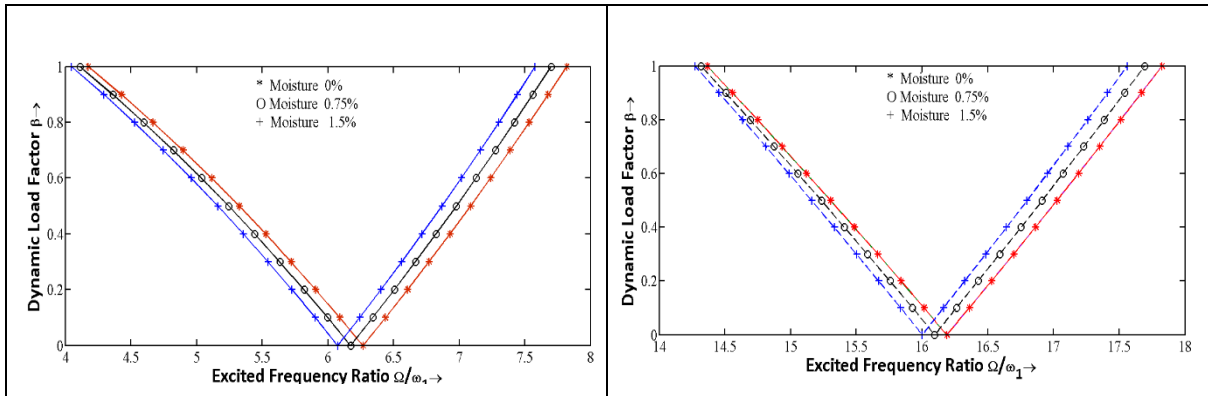 1
0.8
0.6
0.4
0.2
0
Dynamic Load Factor β→
* Moisture 0%
O Moisture 0.75%
+ Moisture 1.5%
4 4.5 5 5.5 6 6.5 7 7.5 8
Excited Frequency Ratio Ω/ω₁→
1
0.8
0.6
0.4
0.2
0
Dynamic Load Factor β→
* Moisture 0%
O Moisture 0.75%
+ Moisture 1.5%
14 14.5 15 15.5 16 16.5 17 17.5 18
Excited Frequency Ratio Ω/ω₁→